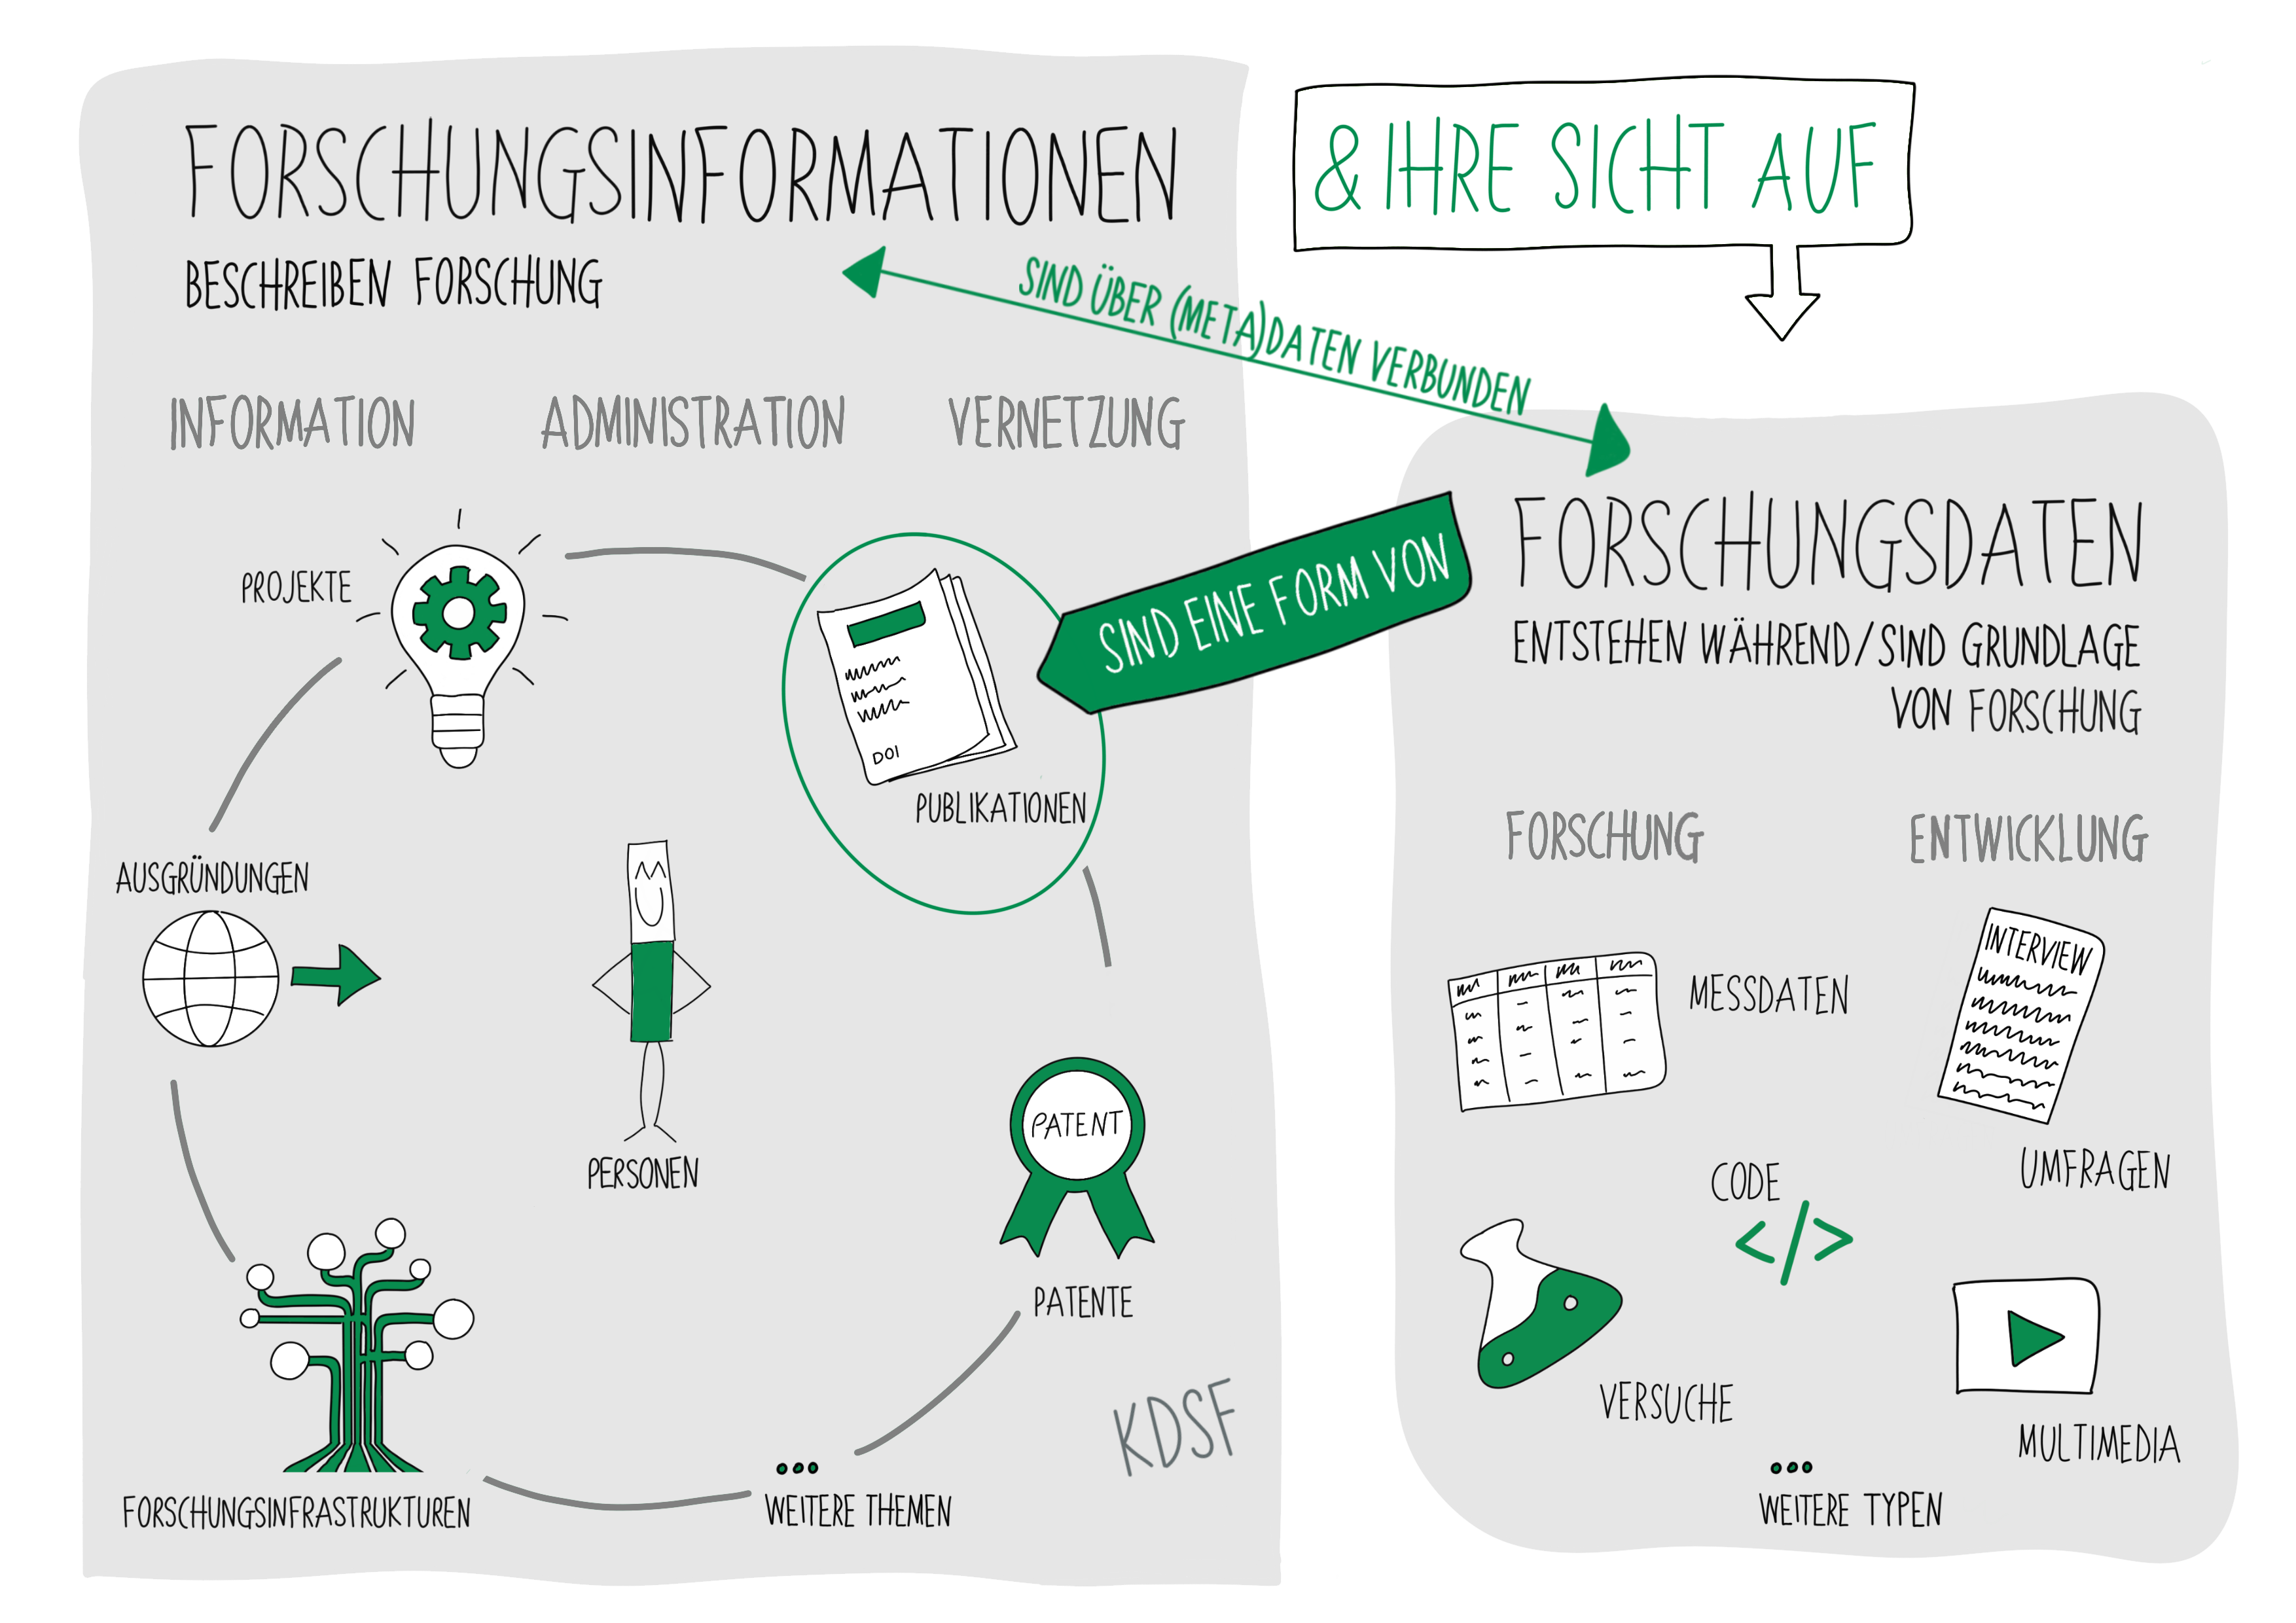 FORSCHUNGSINFORMATIONEN
BESCHREIBEN FORSCHUNG
& IHRE SICHT AUF
SIND ÜBER (META)DATEN VERBUNDEN
INFORMATION
ADMINISTRATION
VERNETZUNG
PROJEKTE
DOI
PUBLIKATIONEN
SIND EINE FORM VON
AUSGRÜNDUNGEN
PERSONEN
PATENT
PATENTE
FORSCHUNGSINFRASTRUKTUREN
...
WEITERE THEMEN
KDSF
FORSCHUNGSDATEN
ENTSTEHEN WÄHREND/SIND GRUNDLAGE
VON FORSCHUNG
FORSCHUNG
ENTWICKLUNG
MESSDATEN
INTERVIEW
UMFRAGEN
CODE
</>
VERSUCHE
MULTIMEDIA
...
WEITERE TYPEN